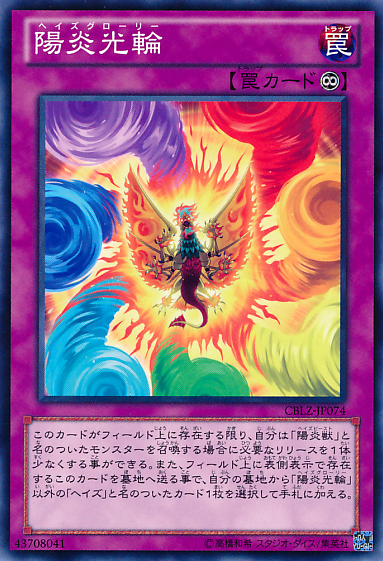 ヘイズグローリー
陽炎光輪
トラップ
罠
トラップ
【罠カード∞】
CBLZ-JP074
このカードがフィールド上に存在する限り、自分は「陽炎獣」と
名のついたモンスターを召喚する場合に必要なリリースを1体
少なくする事ができる。また、フィールド上に表側表示で存在
するこのカードを墓地へ送る事で、自分の墓地から「陽炎光輪」
以外の「ヘイズ」と名のついたカード1枚を選択して手札に加える。
43708041
©高橋和希 スタジオ・ダイス/集英社